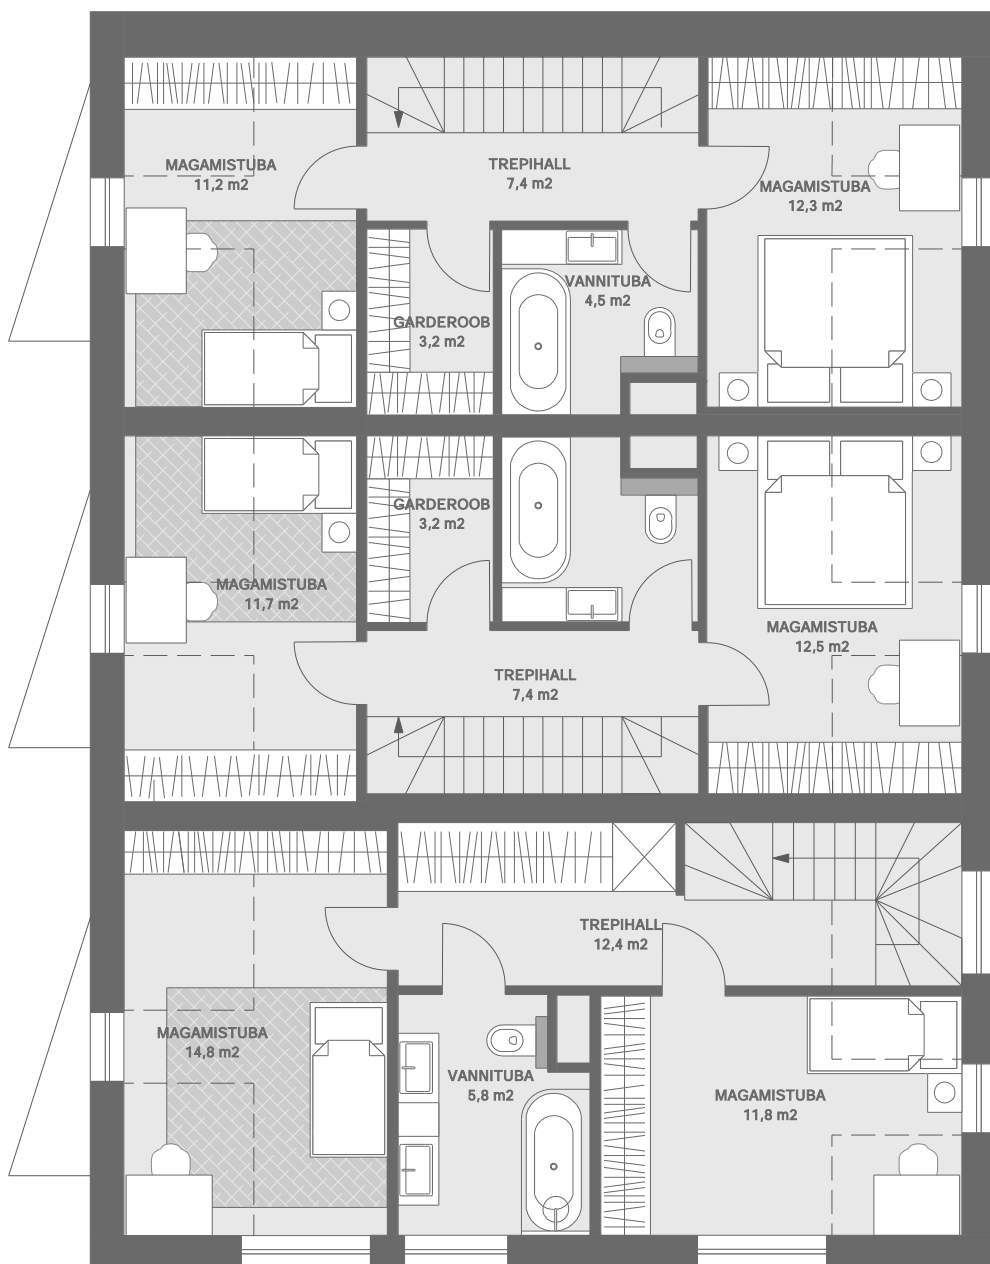 MAGAMISTUBA
11,2 m2
TREPIHALL
7,4 m2
MAGAMISTUBA
12,3 m2
VANNITUBA
4,5 m2
GARDEROOB
3,2 m2
GARDEROOB
3,2 m2
MAGAMISTUBA
11,7 m2
MAGAMISTUBA
12,5 m2
TREPIHALL
7,4 m2
TREPIHALL
12,4 m2
MAGAMISTUBA
14,8 m2
VANNITUBA
5,8 m2
MAGAMISTUBA
11,8 m2